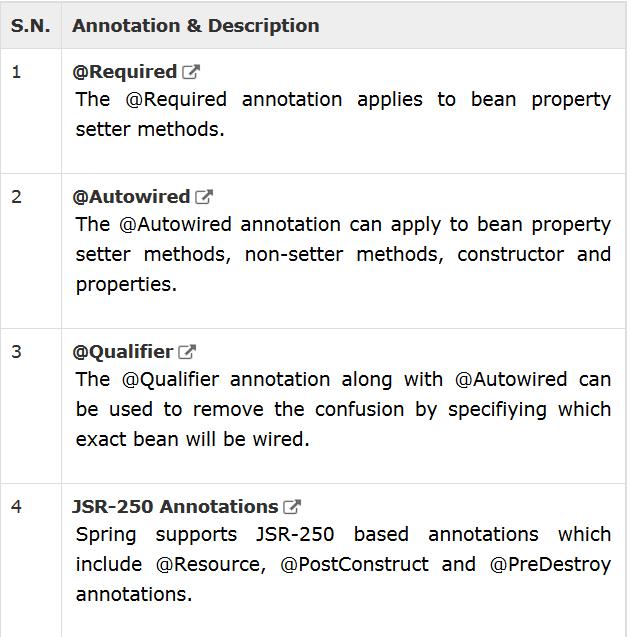 S.N. Annotation & Description
1 @Required
The @Required annotation applies to bean property
setter methods.
2 @Autowired
The @Autowired annotation can apply to bean property
setter methods, non-setter methods, constructor and
properties.
3 @Qualifier
The @Qualifier annotation along with @Autowired can
be used to remove the confusion by specifiying which
exact bean will be wired.
4 JSR-250 Annotations
Spring supports JSR-250 based annotations which
include @Resource, @PostConstruct and @PreDestroy
annotations.